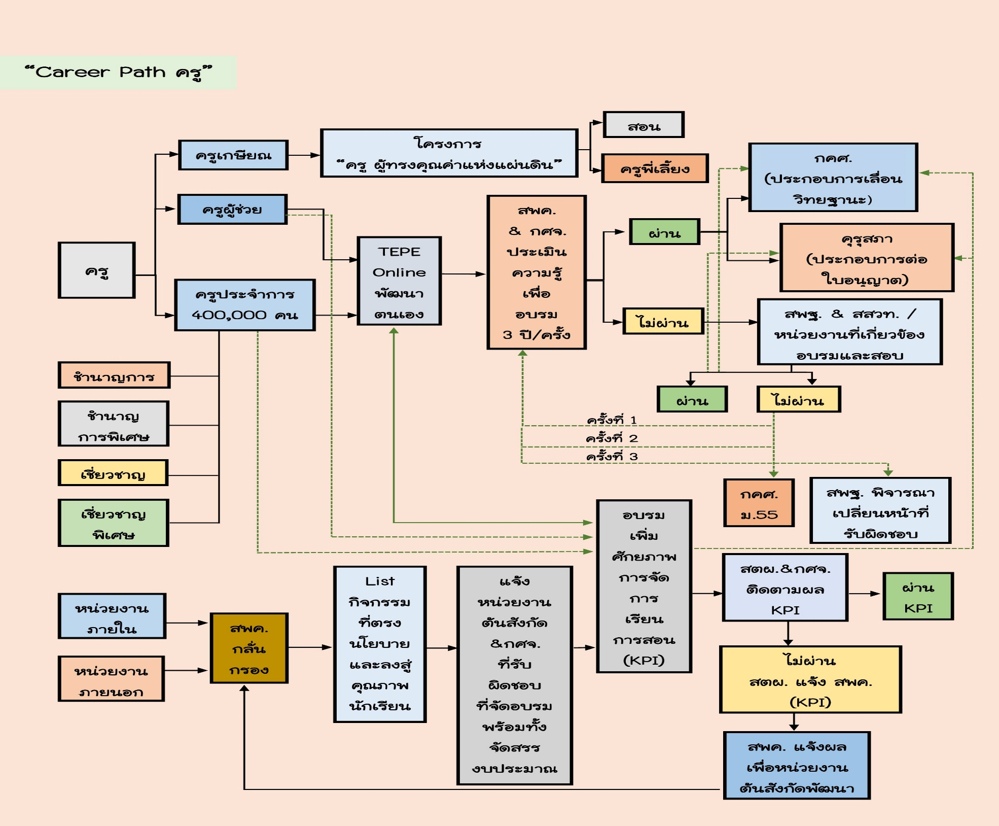 “Career Path ครู”
สอน
โครงการ
“ครู ผู้ทรงคุณค่าแห่งแผ่นดิน”
ครูเกษียณ
ครูพี่เลี้ยง
กคศ.
(ประกอบการเลื่อน
วิทยฐานะ)
ครูผู้ช่วย
สพค.
& กศจ.
ประเมิน
ความรู้
เพื่อ
อบรม
3 ปี/ครั้ง
ผ่าน
คุรุสภา
(ประกอบการต่อ
ใบอนุญาต)
TEPE
Online
พัฒนา
ตนเอง
ครู
ครูประจำการ
400,000 คน
ไม่ผ่าน
สพฐ. & สสวท. /
หน่วยงานที่เกี่ยวข้อง
อบรมและสอบ
ชำนาญการ
ผ่าน
ไม่ผ่าน
ชำนาญ
การพิเศษ
ครั้งที่ 1
ครั้งที่ 2
ครั้งที่ 3
เชี่ยวชาญ
กคศ.
ม.55
สพฐ. พิจารณา
เปลี่ยนหน้าที่
รับผิดชอบ
เชี่ยวชาญ
พิเศษ
อบรม
เพิ่ม
ศักยภาพ
การจัด
การ
เรียน
การสอน
(KPI)
สตผ.&กศจ.
ติดตามผล
KPI
ผ่าน
KPI
หน่วยงาน
ภายใน
หน่วยงาน
ภายนอก
สพค.
กลั่น
กรอง
List
กิจกรรม
ที่ตรง
นโยบาย
และลงสู่
คุณภาพ
นักเรียน
แจ้ง
หน่วยงาน
ต้นสังกัด
&กศจ.
ที่รับ
ผิดชอบ
ที่จัดอบรม
พร้อมทั้ง
จัดสรร
งบประมาณ
ไม่ผ่าน
สตผ. แจ้ง สพค.
(KPI)
สพค. แจ้งผล
เพื่อหน่วยงาน
ต้นสังกัดพัฒนา